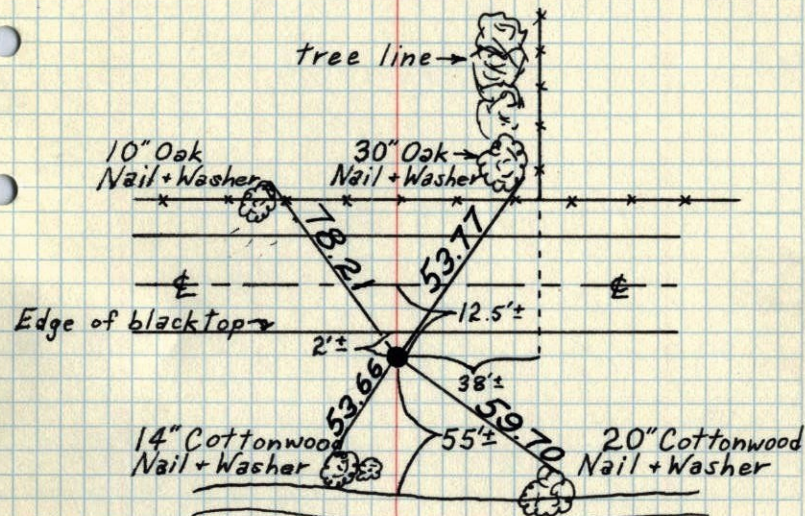 tree line
10" Oak
Nail + Washer
30" Oak
Nail + Washer
78.21
53.77
℄
℄
12.5'±
Edge of blacktop
2'±
38'±
53.66
59.70
14" Cottonwood
Nail + Washer
55'±
20" Cottonwood
Nail + Washer